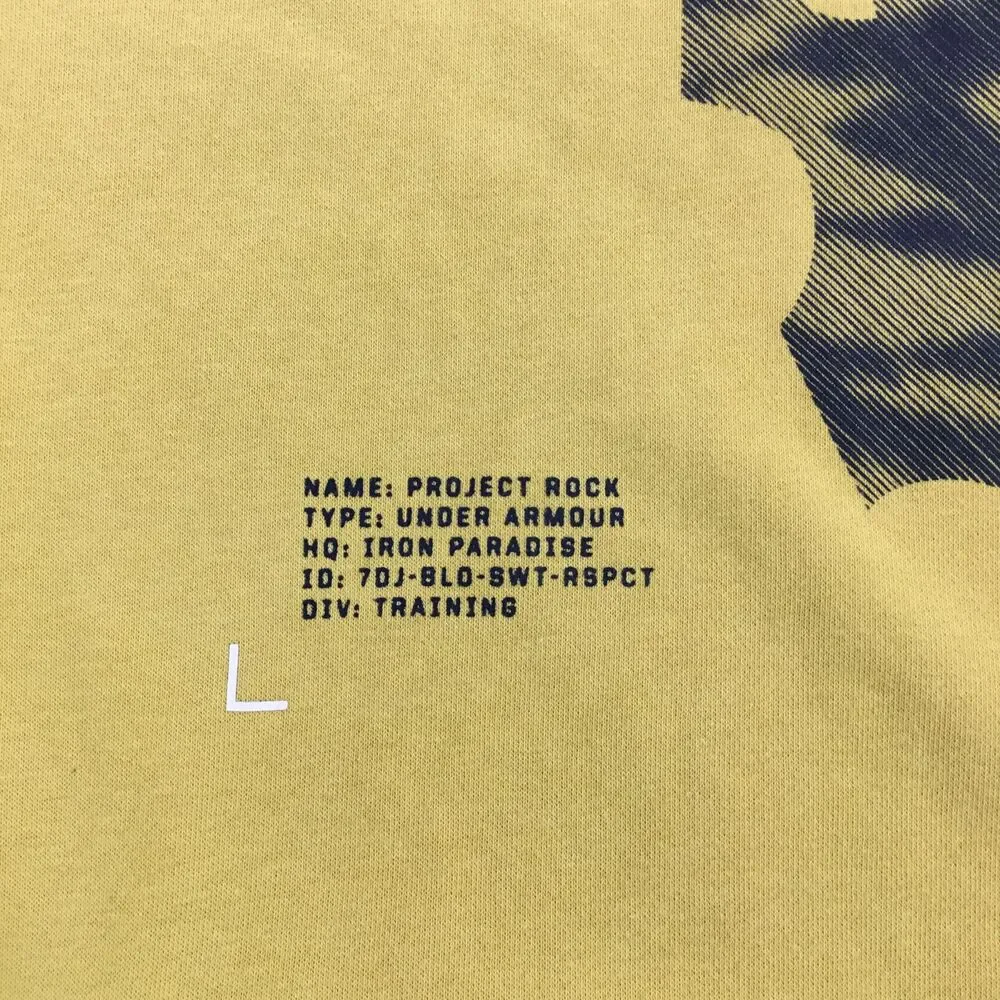 NAME: PROJECT ROCK
TYPE: UNDER ARMOUR
HQ: IRON PARADISE
ID: 7DJ-BLD-SWT-RSPCT
DIV: TRAINING